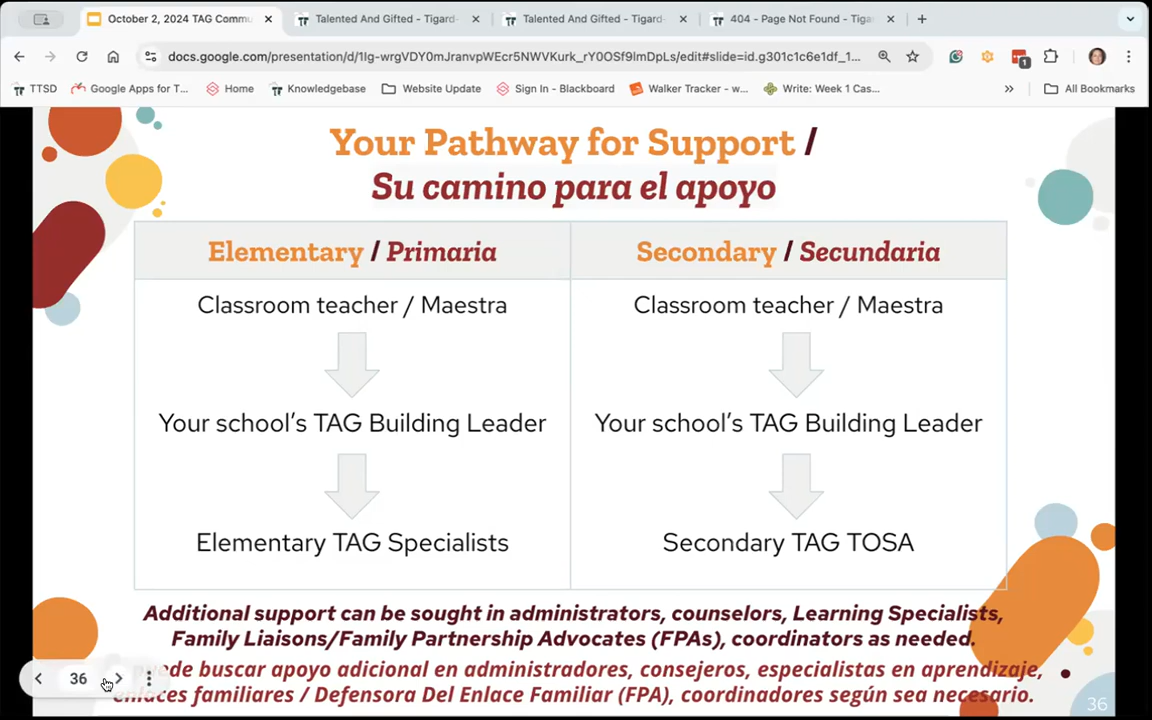 October 2, 2024 TAG Commu
Talented And Gifted - Tigard-
Talented And Gifted - Tigard-
404 - Page Not Found - Tiga
docs.google.com/presentation/d/1Ig-wrgVDY0mJranvpWEcr5NWVKurk_rY0OSf9lmDpLs/edit#slide=id.g301c1c6e1df_1...
1
TTSD
Google Apps for T...
Home
Knowledgebase
Website Update
Sign In - Blackboard
Walker Tracker - w...
Write: Week 1 Cas...
All Bookmarks
Your Pathway for Support /
Su camino para el apoyo
Elementary / Primaria
Secondary / Secundaria
Classroom teacher / Maestra
Classroom teacher / Maestra
Your school's TAG Building Leader
Your school's TAG Building Leader
Elementary TAG Specialists
Secondary TAG TOSA
Additional support can be sought in administrators, counselors, Learning Specialists,
Family Liaisons/Family Partnership Advocates (FPAs), coordinators as needed.
buscar apoyo adicional en administradores, consejeros, especialistas en aprendizaje,
familiares / Defensora Del Enlace Familiar (FPA), coordinadores según sea necesario.
36
36